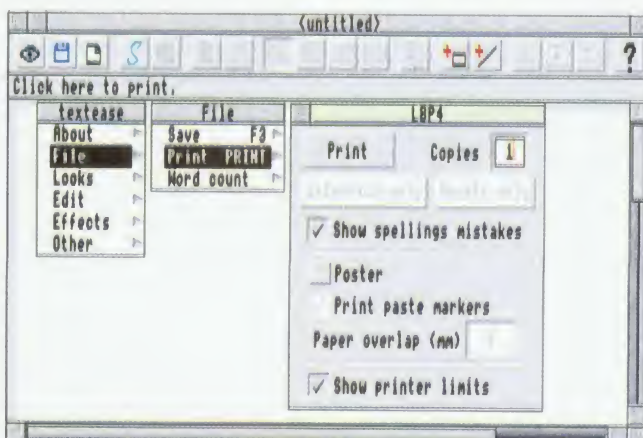 <untitled>
S ?
Click here to print.
textease
About
File
Looks
Edit
Effects
Other
File
Save F3
Print PRINT
Word count
LBP4
Print Copies 1
Show spellings mistakes
Poster
Print paste markers
Paper overlap (mm)
Show printer limits